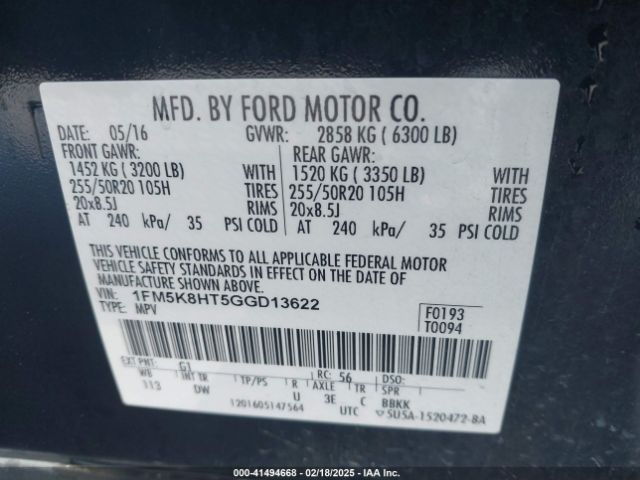 MFD. BY FORD MOTOR CO.
DATE: 05/16 GVWR: 2858 KG ( 6300 LB)
FRONT GAWR: REAR GAWR:
1452 KG ( 3200 LB) WITH 1520 KG ( 3350 LB) WITH
255/50R20 105H TIRES 255/50R20 105H TIRES
20x8.5J RIMS 20x8.5J RIMS
AT 240 kPa/ 35 PSI COLD AT 240 kPa/ 35 PSI COLD
THIS VEHICLE CONFORMS TO ALL APPLICABLE FEDERAL MOTOR
VEHICLE SAFETY STANDARDS IN EFFECT ON THE DATE OF
MANUFACTURE SHOWN ABOVE.
VIN: 1FM5K8HT5GGD13622
TYPE: MPV
F0193
T0094
EXT PNT: G1 RC: 56 DSO:
WB INT TR TP/PS R AXLE TR SPR
113 DW U 3E C BBKK
1201605147564 UTC ▽5U5A-1520472-8A
000-41494668 — 02/18/2025 — IAA Inc.